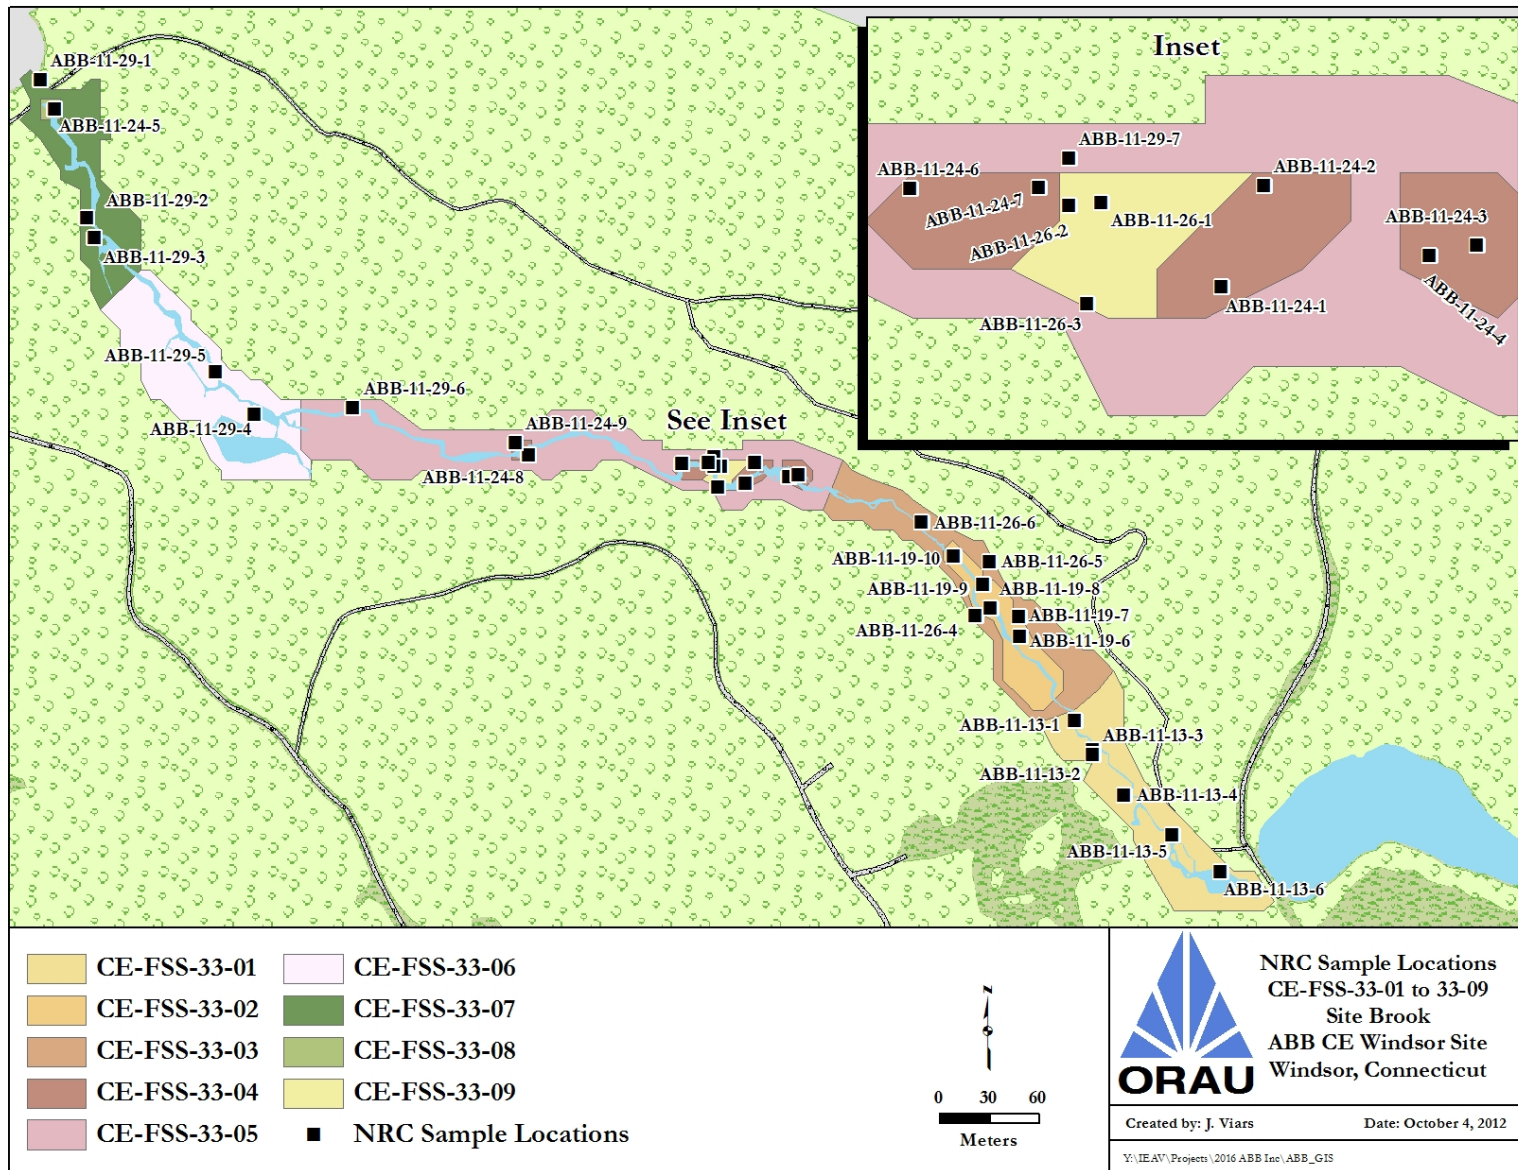 ABB-11-29-1
ABB-11-24-5
ABB-11-29-2
ABB-11-29-3
ABB-11-29-5
ABB-11-29-4
ABB-11-29-6
ABB-11-24-9
ABB-11-24-8
See Inset
ABB-11-26-6
ABB-11-19-10
ABB-11-26-5
ABB-11-19-9
ABB-11-19-8
ABB-11-26-4
ABB-11-19-7
ABB-11-19-6
ABB-11-13-1
ABB-11-13-3
ABB-11-13-2
ABB-11-13-4
ABB-11-13-5
ABB-11-13-6
Inset
ABB-11-29-7
ABB-11-24-6
ABB-11-24-2
ABB-11-24-7
ABB-11-26-1
ABB-11-24-3
ABB-11-26-2
ABB-11-26-3
ABB-11-24-1
ABB-11-24-4
CE-FSS-33-01
CE-FSS-33-02
CE-FSS-33-03
CE-FSS-33-04
CE-FSS-33-05
CE-FSS-33-06
CE-FSS-33-07
CE-FSS-33-08
CE-FSS-33-09
NRC Sample Locations
N
0 30 60
Meters
ORAU
NRC Sample Locations
CE-FSS-33-01 to 33-09
Site Brook
ABB CE Windsor Site
Windsor, Connecticut
Created by: J. Viars Date: October 4, 2012
Y:\IEAV\Projects\2016 ABB Inc\ABB_GIS